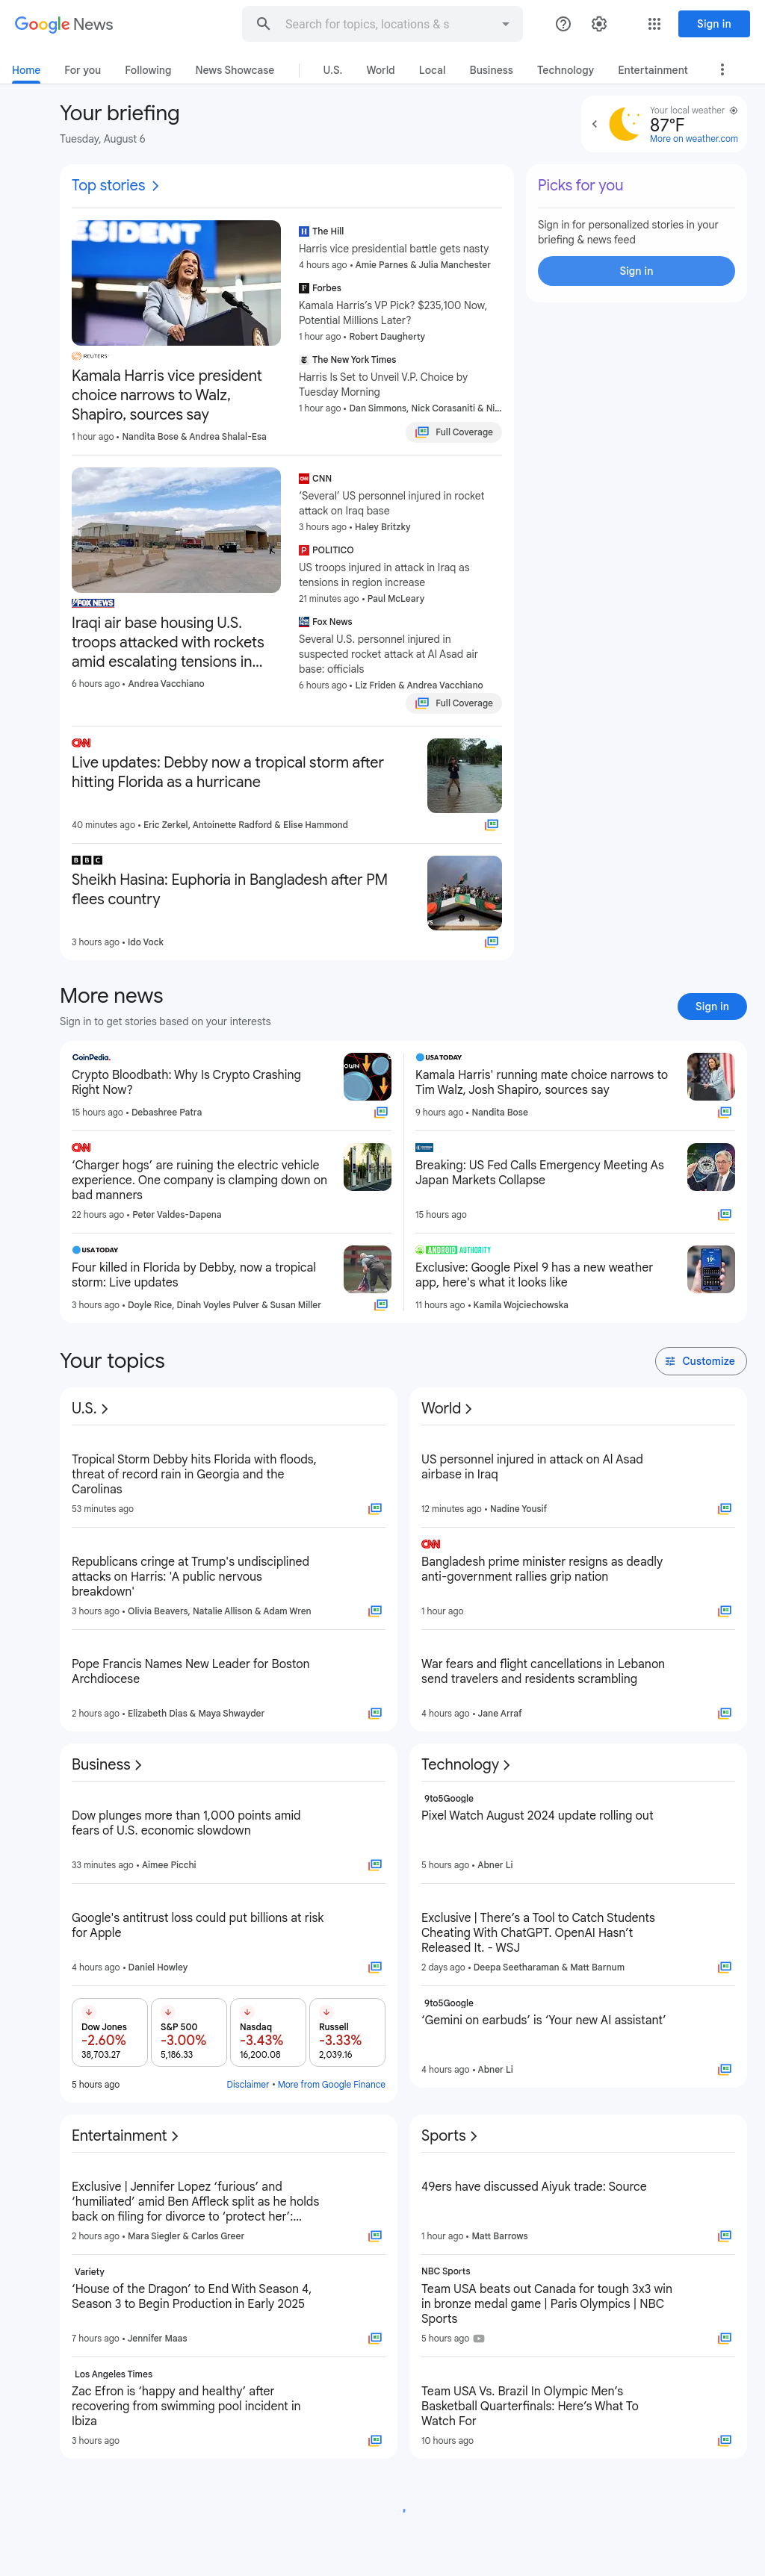 Google News
Search for topics, locations & s
Sign in
Home
For you
Following
News Showcase
U.S.
World
Local
Business
Technology
Entertainment
Your briefing
Tuesday, August 6
Your local weather
87°F
More on weather.com
Top stories
Picks for you
Sign in for personalized stories in your
briefing & news feed
Sign in
ESIDENT
REUTERS
Kamala Harris vice president
choice narrows to Walz,
Shapiro, sources say
1 hour ago • Nandita Bose & Andrea Shalal-Esa
The Hill
Harris vice presidential battle gets nasty
4 hours ago • Amie Parnes & Julia Manchester
Forbes
Kamala Harris’s VP Pick? $235,100 Now,
Potential Millions Later?
1 hour ago • Robert Daugherty
The New York Times
Harris Is Set to Unveil V.P. Choice by
Tuesday Morning
1 hour ago • Dan Simmons, Nick Corasaniti & Ni...
Full Coverage
FOX NEWS
Iraqi air base housing U.S.
troops attacked with rockets
amid escalating tensions in...
6 hours ago • Andrea Vacchiano
CNN
‘Several’ US personnel injured in rocket
attack on Iraq base
3 hours ago • Haley Britzky
POLITICO
US troops injured in attack in Iraq as
tensions in region increase
21 minutes ago • Paul McLeary
Fox News
Several U.S. personnel injured in
suspected rocket attack at Al Asad air
base: officials
6 hours ago • Liz Friden & Andrea Vacchiano
Full Coverage
CNN
Live updates: Debby now a tropical storm after
hitting Florida as a hurricane
40 minutes ago • Eric Zerkel, Antoinette Radford & Elise Hammond
BBC
Sheikh Hasina: Euphoria in Bangladesh after PM
flees country
3 hours ago • Ido Vock
More news
Sign in to get stories based on your interests
Sign in
CoinPedia.
Crypto Bloodbath: Why Is Crypto Crashing
Right Now?
15 hours ago • Debashree Patra
OWN
USA TODAY
Kamala Harris' running mate choice narrows to
Tim Walz, Josh Shapiro, sources say
9 hours ago • Nandita Bose
CNN
‘Charger hogs’ are ruining the electric vehicle
experience. One company is clamping down on
bad manners
22 hours ago • Peter Valdes-Dapena
Breaking: US Fed Calls Emergency Meeting As
Japan Markets Collapse
15 hours ago
USA TODAY
Four killed in Florida by Debby, now a tropical
storm: Live updates
3 hours ago • Doyle Rice, Dinah Voyles Pulver & Susan Miller
ANDROID AUTHORITY
Exclusive: Google Pixel 9 has a new weather
app, here's what it looks like
11 hours ago • Kamila Wojciechowska
Your topics
Customize
U.S.
Tropical Storm Debby hits Florida with floods,
threat of record rain in Georgia and the
Carolinas
53 minutes ago
Republicans cringe at Trump's undisciplined
attacks on Harris: 'A public nervous
breakdown'
3 hours ago • Olivia Beavers, Natalie Allison & Adam Wren
Pope Francis Names New Leader for Boston
Archdiocese
2 hours ago • Elizabeth Dias & Maya Shwayder
World
US personnel injured in attack on Al Asad
airbase in Iraq
12 minutes ago • Nadine Yousif
CNN
Bangladesh prime minister resigns as deadly
anti-government rallies grip nation
1 hour ago
War fears and flight cancellations in Lebanon
send travelers and residents scrambling
4 hours ago • Jane Arraf
Business
Dow plunges more than 1,000 points amid
fears of U.S. economic slowdown
33 minutes ago • Aimee Picchi
Google's antitrust loss could put billions at risk
for Apple
4 hours ago • Daniel Howley
Dow Jones
-2.60%
38,703.27
S&P 500
-3.00%
5,186.33
Nasdaq
-3.43%
16,200.08
Russell
-3.33%
2,039.16
5 hours ago
Disclaimer • More from Google Finance
Technology
9to5Google
Pixel Watch August 2024 update rolling out
5 hours ago • Abner Li
Exclusive | There’s a Tool to Catch Students
Cheating With ChatGPT. OpenAI Hasn’t
Released It. - WSJ
2 days ago • Deepa Seetharaman & Matt Barnum
9to5Google
‘Gemini on earbuds’ is ‘Your new AI assistant’
4 hours ago • Abner Li
Entertainment
Exclusive | Jennifer Lopez ‘furious’ and
‘humiliated’ amid Ben Affleck split as he holds
back on filing for divorce to ‘protect her’:...
2 hours ago • Mara Siegler & Carlos Greer
Variety
‘House of the Dragon’ to End With Season 4,
Season 3 to Begin Production in Early 2025
7 hours ago • Jennifer Maas
Los Angeles Times
Zac Efron is ‘happy and healthy’ after
recovering from swimming pool incident in
Ibiza
3 hours ago
Sports
49ers have discussed Aiyuk trade: Source
1 hour ago • Matt Barrows
NBC Sports
Team USA beats out Canada for tough 3x3 win
in bronze medal game | Paris Olympics | NBC
Sports
5 hours ago
Team USA Vs. Brazil In Olympic Men’s
Basketball Quarterfinals: Here’s What To
Watch For
10 hours ago